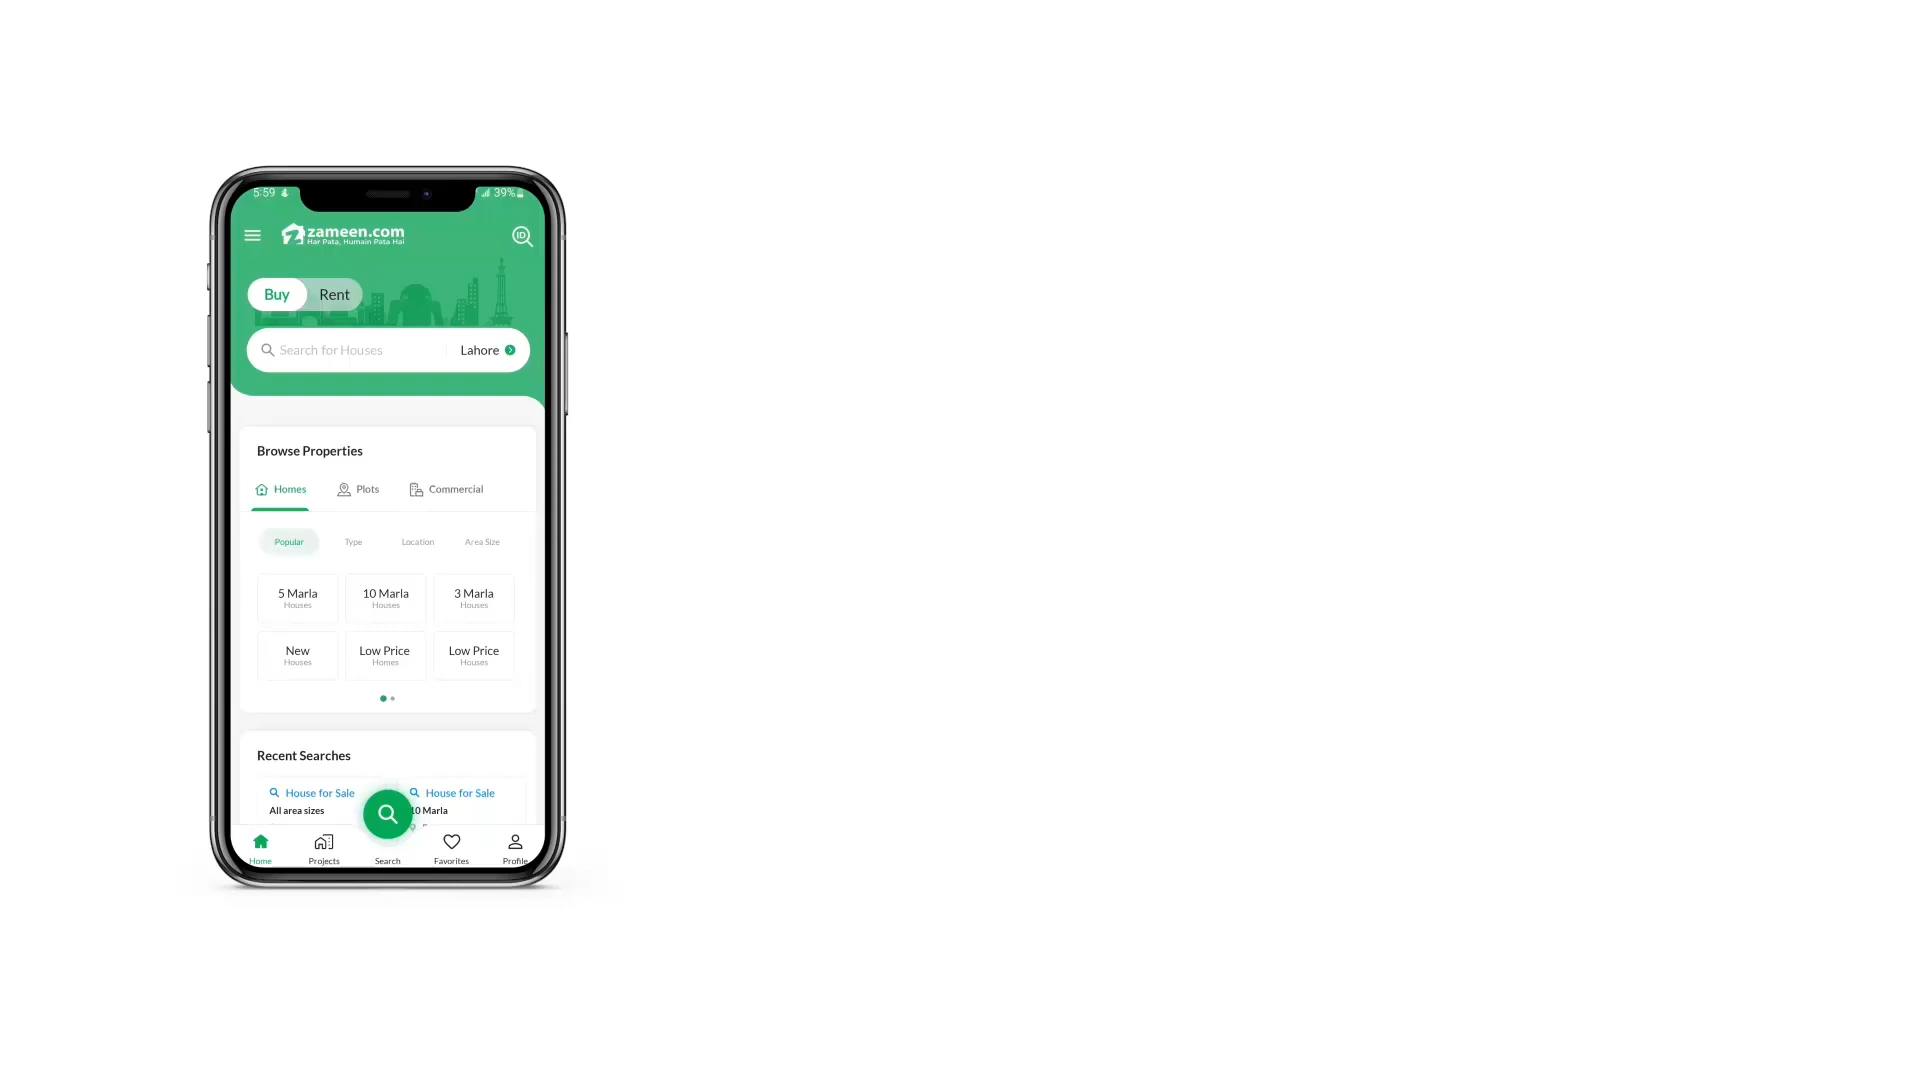 5:59
39%
zameen.com
Har Pata, Humain Pata Hai
ID
Buy Rent
Search for Houses Lahore
Browse Properties
Homes Plots Commercial
Popular Type Location Area Size
5 Marla 10 Marla 3 Marla
Houses Houses Houses
New Low Price Low Price
Houses Homes Houses
Recent Searches
House for Sale House for Sale
All area sizes 10 Marla
Home Projects Search Favorites Profile